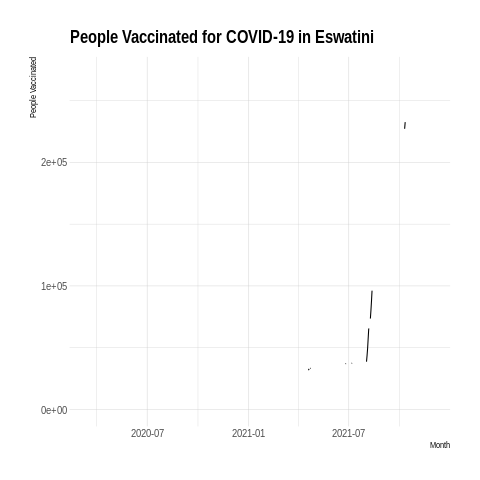 People Vaccinated for COVID-19 in Eswatini
People Vaccinated
2e+05
1e+05
0e+00
2020-07 2021-01 2021-07
Month